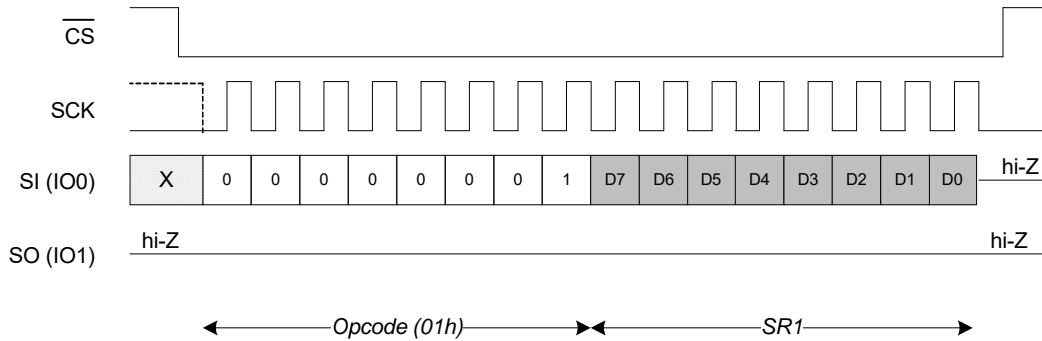 CS
SCK
SI (IO0) X 0 0 0 0 0 0 0 1 D7 D6 D5 D4 D3 D2 D1 D0 hi-Z
hi-Z hi-Z
SO (IO1)
Opcode (01h) SR1